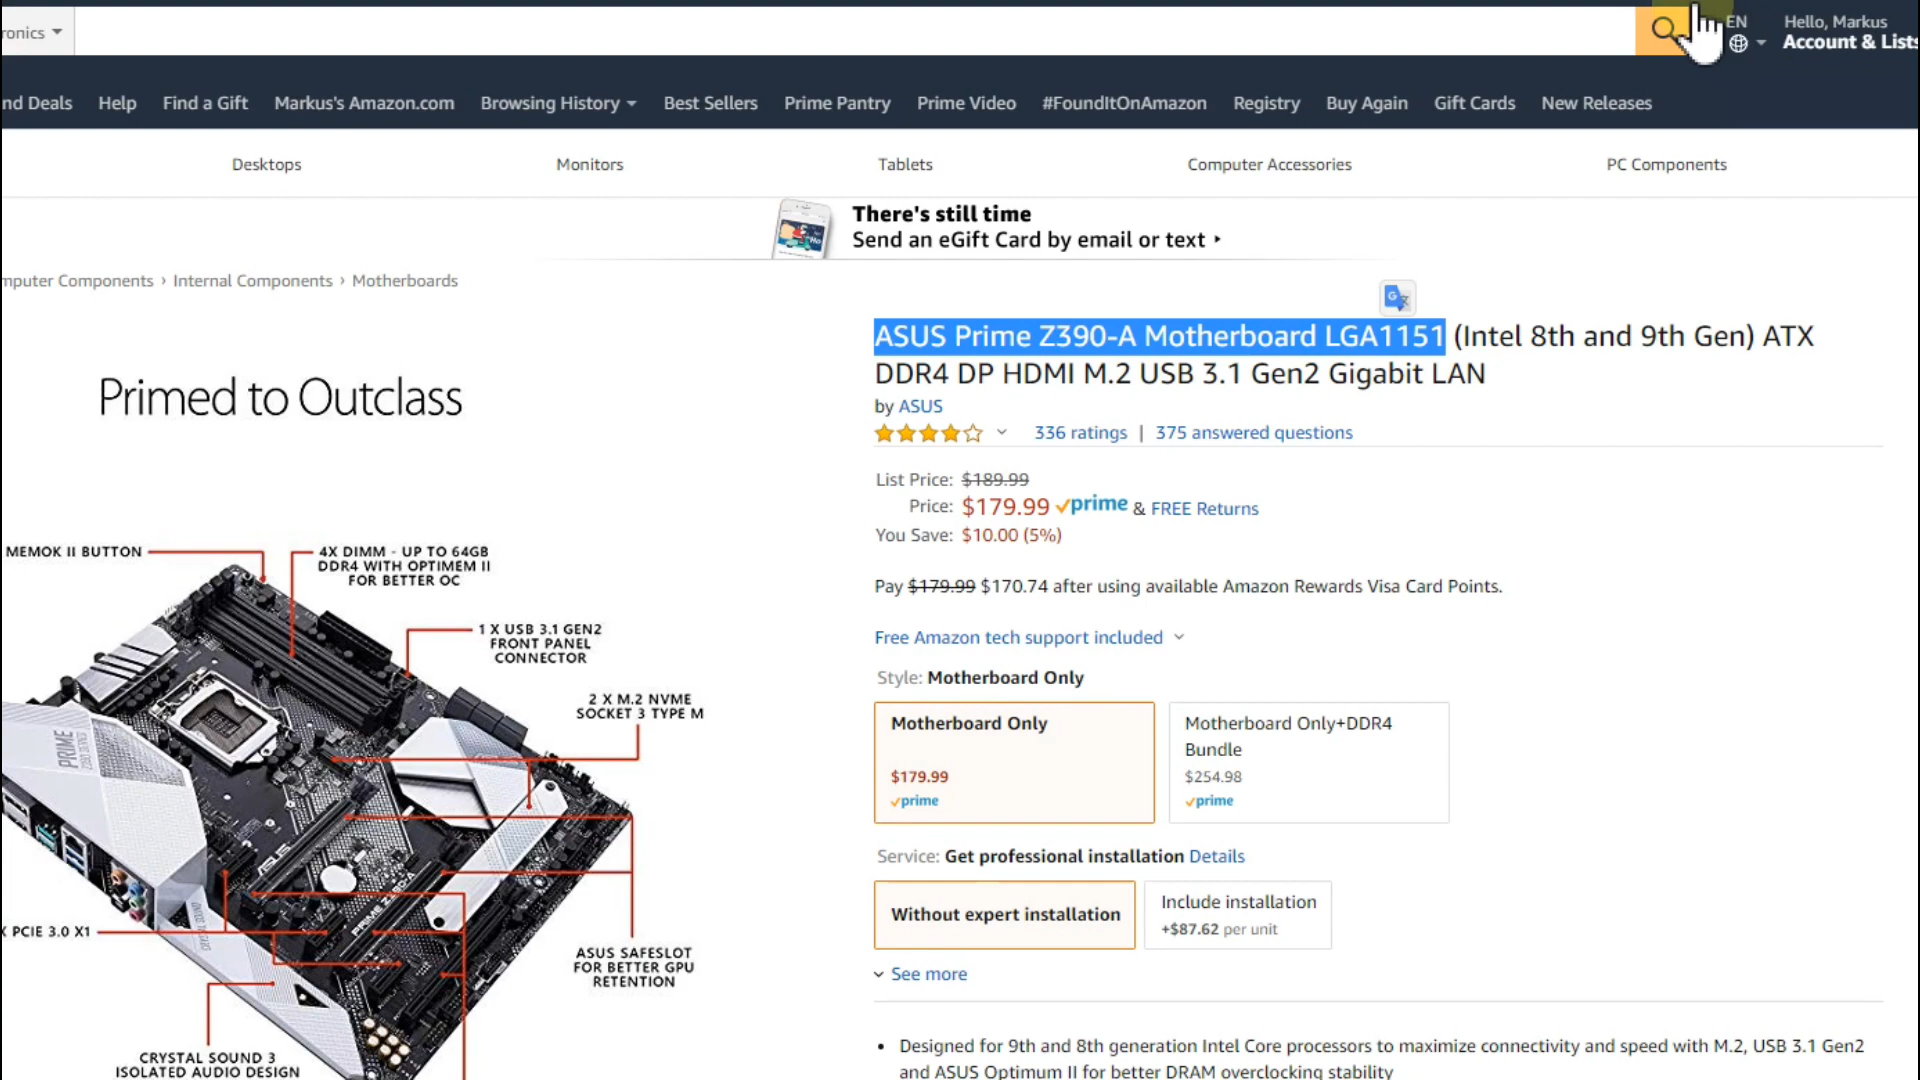 ronics
EN
Hello, Markus
Account & Lists
nd Deals Help Find a Gift Markus's Amazon.com Browsing History Best Sellers Prime Pantry Prime Video #FoundItOnAmazon Registry Buy Again Gift Cards New Releases
Desktops Monitors Tablets Computer Accessories PC Components
There's still time
Send an eGift Card by email or text
mputer Components › Internal Components › Motherboards
ASUS Prime Z390-A Motherboard LGA1151 (Intel 8th and 9th Gen) ATX
DDR4 DP HDMI M.2 USB 3.1 Gen2 Gigabit LAN
by ASUS
336 ratings | 375 answered questions
List Price: $189.99
Price: $179.99 prime & FREE Returns
You Save: $10.00 (5%)
Pay $179.99 $170.74 after using available Amazon Rewards Visa Card Points.
Free Amazon tech support included
Style: Motherboard Only
Motherboard Only
$179.99
prime
Motherboard Only+DDR4
Bundle
$254.98
prime
Service: Get professional installation Details
Without expert installation
Include installation
+$87.62 per unit
See more
• Designed for 9th and 8th generation Intel Core processors to maximize connectivity and speed with M.2, USB 3.1 Gen2
and ASUS Optimum II for better DRAM overclocking stability
Primed to Outclass
MEMOK II BUTTON
4X DIMM - UP TO 64GB
DDR4 WITH OPTIMEM II
FOR BETTER OC
1 X USB 3.1 GEN2
FRONT PANEL
CONNECTOR
2 X M.2 NVME
SOCKET 3 TYPE M
PRIME
ASUS
PRIME Z390-A
CRYSTAL SOUND
X PCIE 3.0 X1
ASUS SAFESLOT
FOR BETTER GPU
RETENTION
CRYSTAL SOUND 3
ISOLATED AUDIO DESIGN